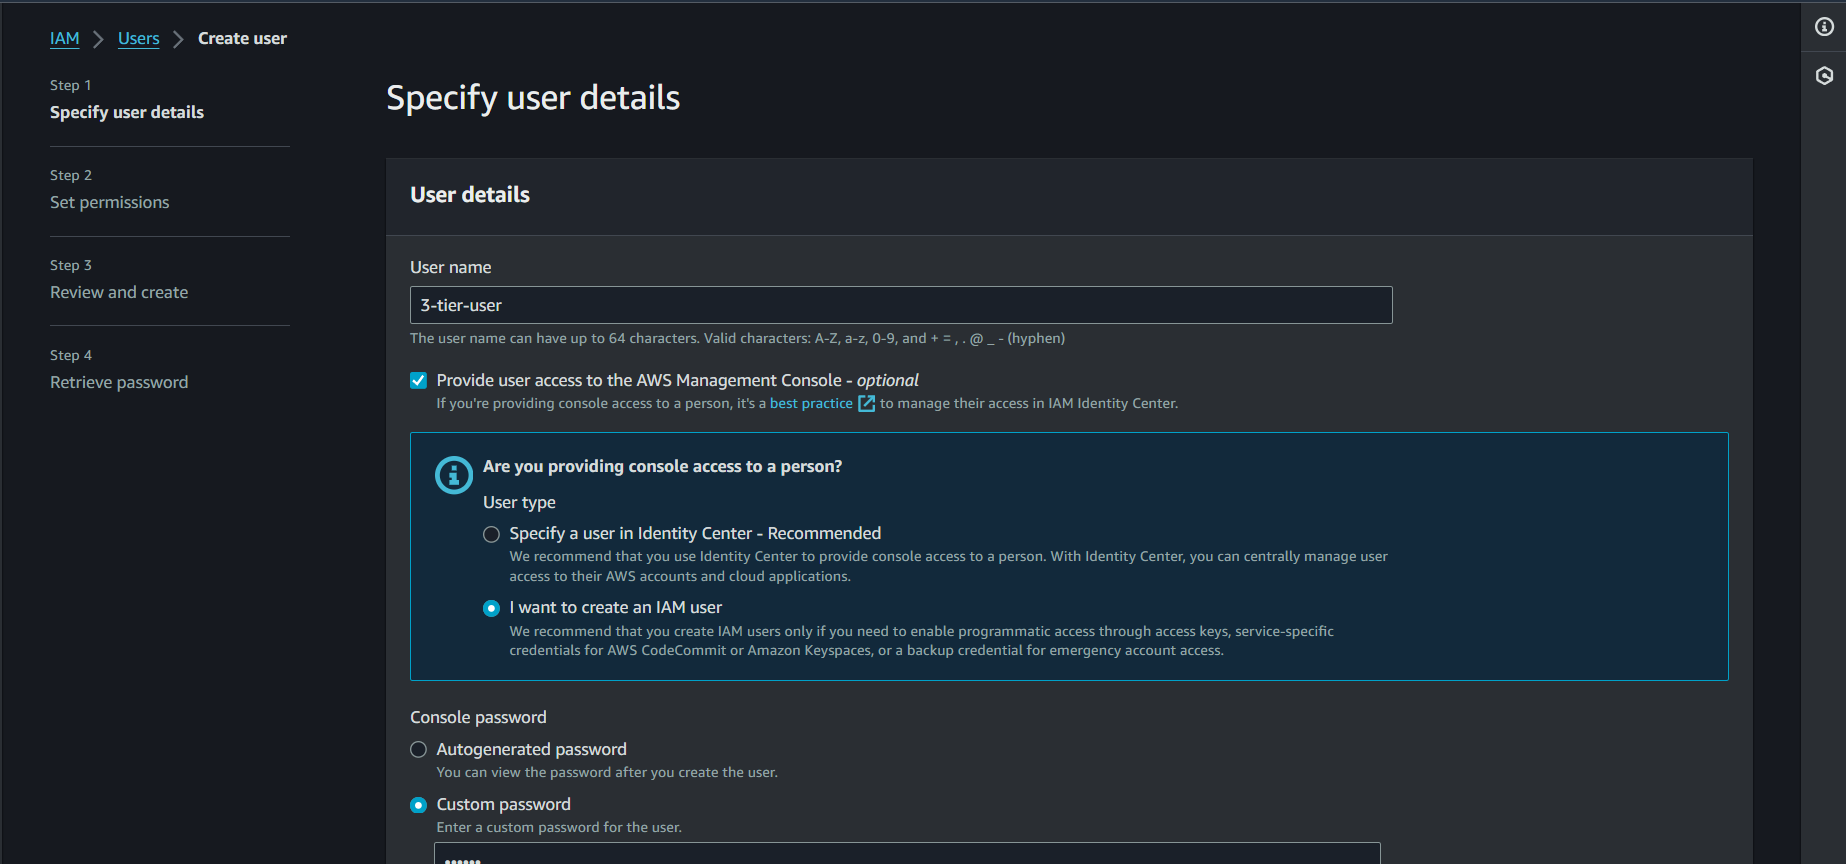 IAM > Users > Create user
Step 1
Specify user details
Step 2
Set permissions
Step 3
Review and create
Step 4
Retrieve password
Specify user details
User details
User name
3-tier-user
The user name can have up to 64 characters. Valid characters: A-Z, a-z, 0-9, and + = , . @ _ - (hyphen)
Provide user access to the AWS Management Console - optional
If you're providing console access to a person, it's a best practice to manage their access in IAM Identity Center.
Are you providing console access to a person?
User type
Specify a user in Identity Center - Recommended
We recommend that you use Identity Center to provide console access to a person. With Identity Center, you can centrally manage user
access to their AWS accounts and cloud applications.
I want to create an IAM user
We recommend that you create IAM users only if you need to enable programmatic access through access keys, service-specific
credentials for AWS CodeCommit or Amazon Keyspaces, or a backup credential for emergency account access.
Console password
Autogenerated password
You can view the password after you create the user.
Custom password
Enter a custom password for the user.
••••••